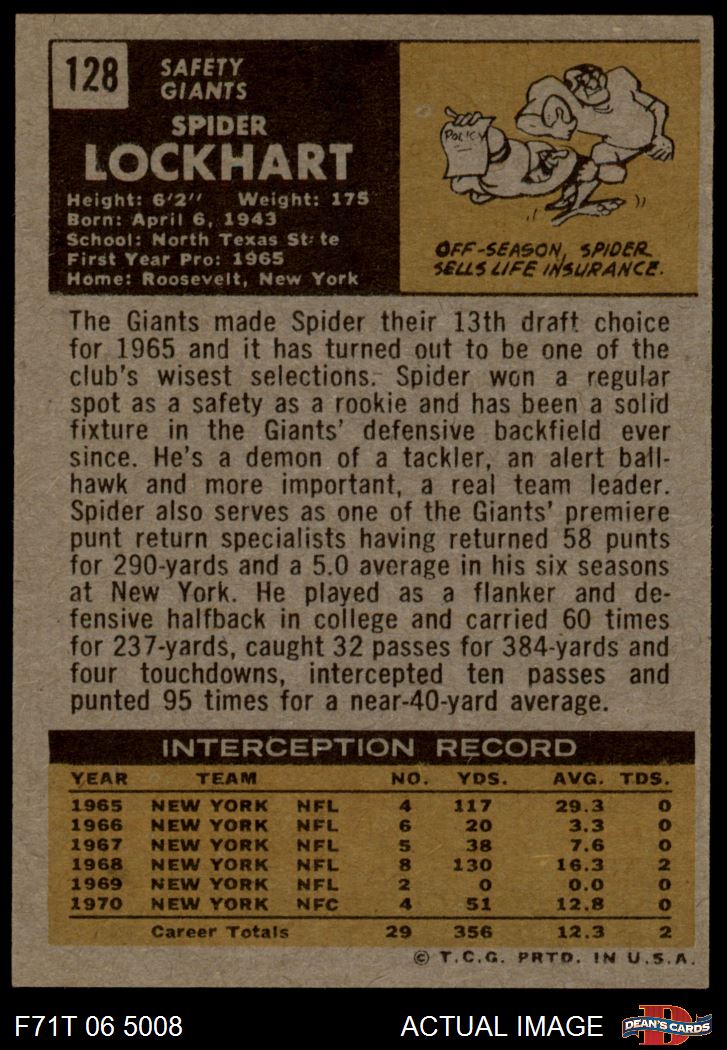 128
SAFETY
GIANTS
SPIDER
LOCKHART
Height: 6'2" Weight: 175
Born: April 6, 1943
School: North Texas State
First Year Pro: 1965
Home: Roosevelt, New York
POLICY
OFF-SEASON, SPIDER
SELLS LIFE INSURANCE.
The Giants made Spider their 13th draft choice
for 1965 and it has turned out to be one of the
club's wisest selections. Spider won a regular
spot as a safety as a rookie and has been a solid
fixture in the Giants' defensive backfield ever
since. He's a demon of a tackler, an alert ball-
hawk and more important, a real team leader.
Spider also serves as one of the Giants' premiere
punt return specialists having returned 58 punts
for 290-yards and a 5.0 average in his six seasons
at New York. He played as a flanker and de-
fensive halfback in college and carried 60 times
for 237-yards, caught 32 passes for 384-yards and
four touchdowns, intercepted ten passes and
punted 95 times for a near-40-yard average.
INTERCEPTION RECORD
YEAR TEAM NO. YDS. AVG. TDS.
1965 NEW YORK NFL 4 117 29.3 0
1966 NEW YORK NFL 6 20 3.3 0
1967 NEW YORK NFL 5 38 7.6 0
1968 NEW YORK NFL 8 130 16.3 2
1969 NEW YORK NFL 2 0 0.0 0
1970 NEW YORK NFC 4 51 12.8 0
Career Totals 29 356 12.3 2
© T.C.G. PRTD. IN U.S.A.
F71T 06 5008 ACTUAL IMAGE
D
DEAN'S CARDS